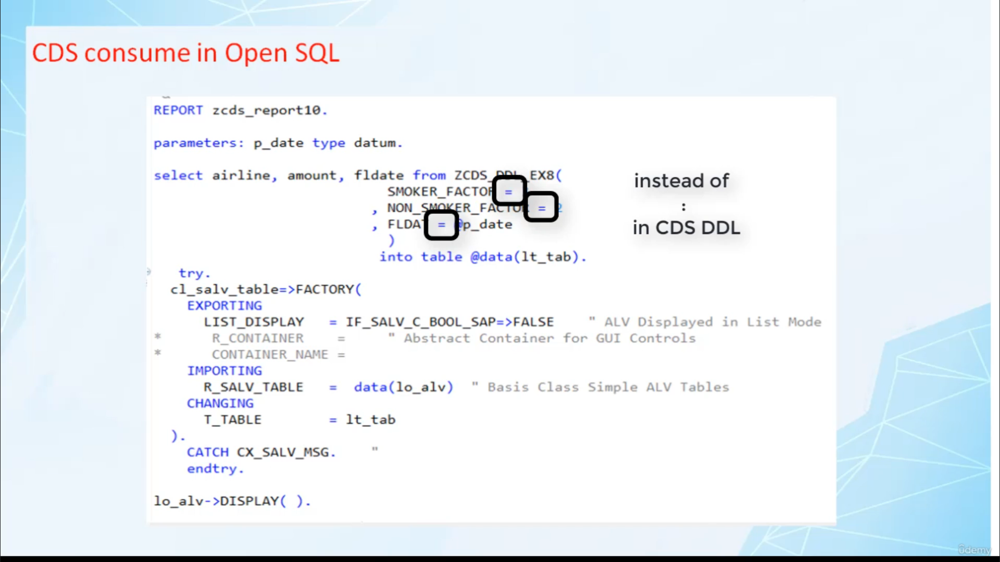 CDS consume in Open SQL
REPORT zcds_report10.
parameters: p_date type datum.
select airline, amount, fldate from ZCDS_DDL_EX8(
SMOKER_FACTOR =
, NON_SMOKER_FACTOR = 2
, FLDAT = @p_date
)
into table @data(lt_tab).
instead of
:
in CDS DDL
try.
cl_salv_table=>FACTORY(
EXPORTING
LIST_DISPLAY = IF_SALV_C_BOOL_SAP=>FALSE " ALV Displayed in List Mode
* R_CONTAINER = " Abstract Container for GUI Controls
* CONTAINER_NAME =
IMPORTING
R_SALV_TABLE = data(lo_alv) " Basis Class Simple ALV Tables
CHANGING
T_TABLE = lt_tab
).
CATCH CX_SALV_MSG. "
endtry.
lo_alv->DISPLAY( ).
ûdemy